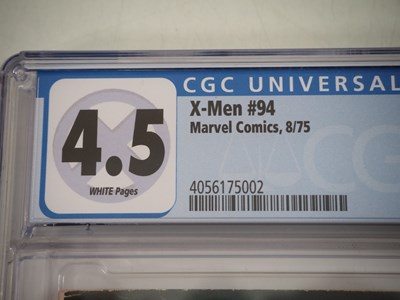 CGC UNIVERSAL
4.5
WHITE Pages
X-Men #94
Marvel Comics, 8/75
4056175002